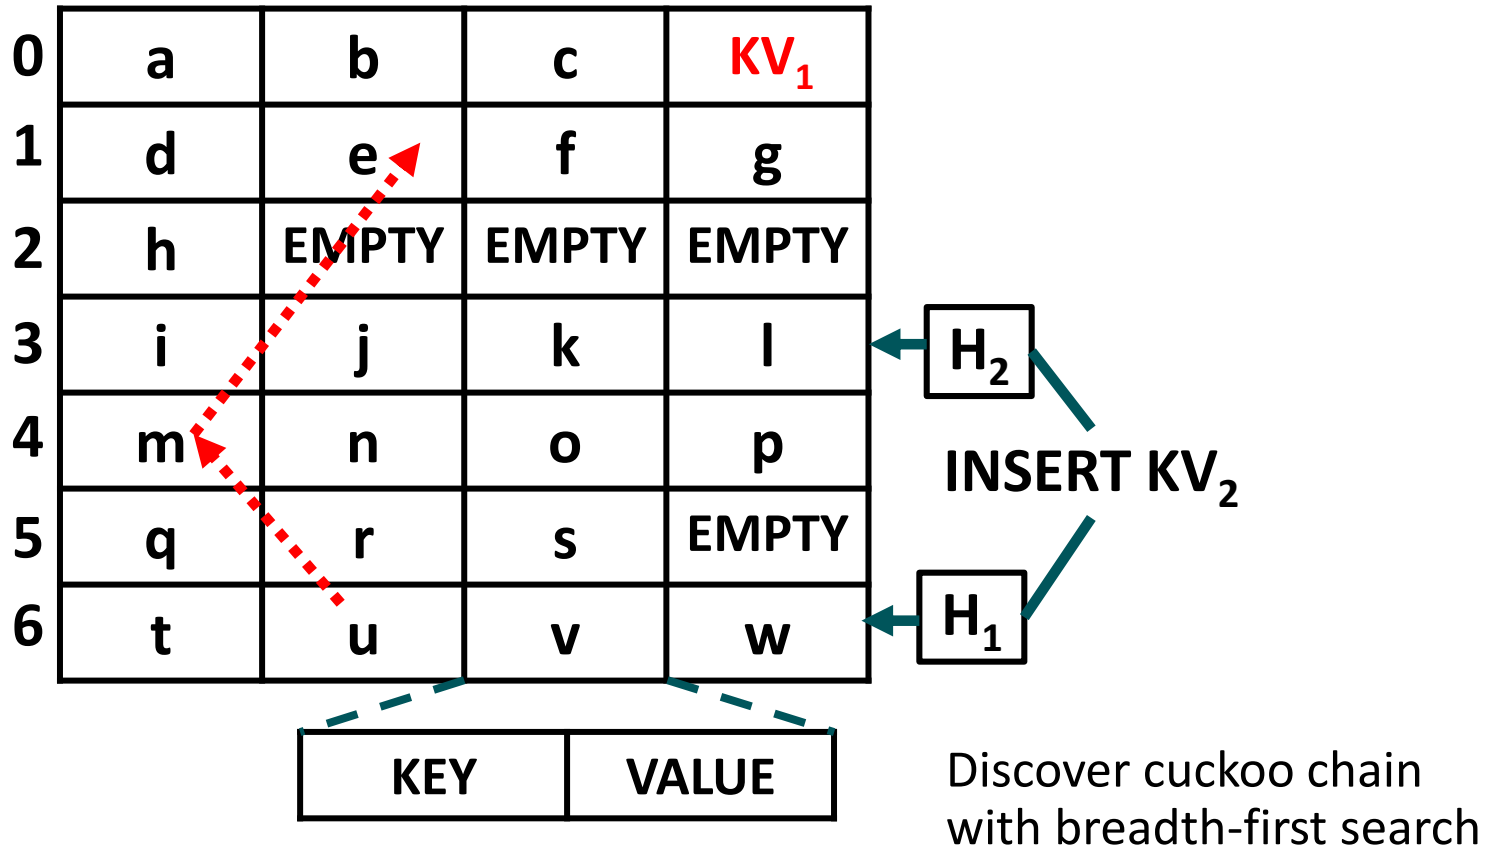 0 a b c KV₁
1 d e f g
2 h EMPTY EMPTY EMPTY
3 i j k l
4 m n o p
5 q r s EMPTY
6 t u v w
H₂
INSERT KV₂
H₁
KEY VALUE
Discover cuckoo chain
with breadth-first search